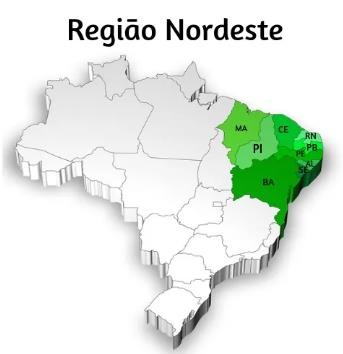 Região Nordeste
MA
CE
RN
PI
PB
PE
AL
SE
BA